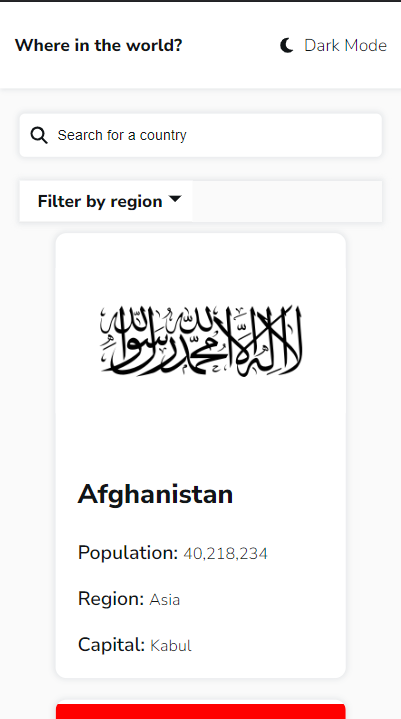 Where in the world?
Dark Mode
Search for a country
Filter by region
لا إله إلا الله محمد رسول الله
Afghanistan
Population: 40,218,234
Region: Asia
Capital: Kabul